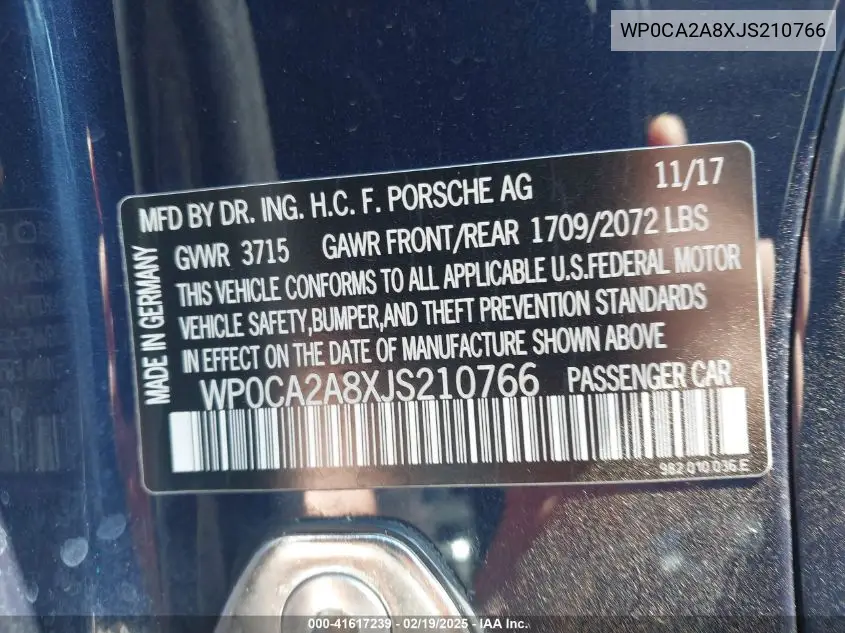 WP0CA2A8XJS210766
MFD BY DR. ING. H.C. F. PORSCHE AG 11/17
GVWR 3715 GAWR FRONT/REAR 1709/2072 LBS
THIS VEHICLE CONFORMS TO ALL APPLICABLE U.S.FEDERAL MOTOR
VEHICLE SAFETY,BUMPER,AND THEFT PREVENTION STANDARDS
IN EFFECT ON THE DATE OF MANUFACTURE SHOWN ABOVE
WP0CA2A8XJS210766 PASSENGER CAR
982 010 036 E
MADE IN GERMANY
000-41617239 - 02/19/2025 - IAA Inc.